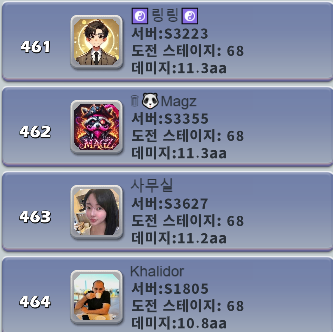 461
☯링링☯
서버:S3223
도전 스테이지: 68
데미지:11.3aa
462
MAGZ
🐼Magz
서버:S3355
도전 스테이지: 68
데미지:11.3aa
463
사무실
서버:S3627
도전 스테이지: 68
데미지:11.2aa
464
Khalidor
서버:S1805
도전 스테이지: 68
데미지:10.8aa